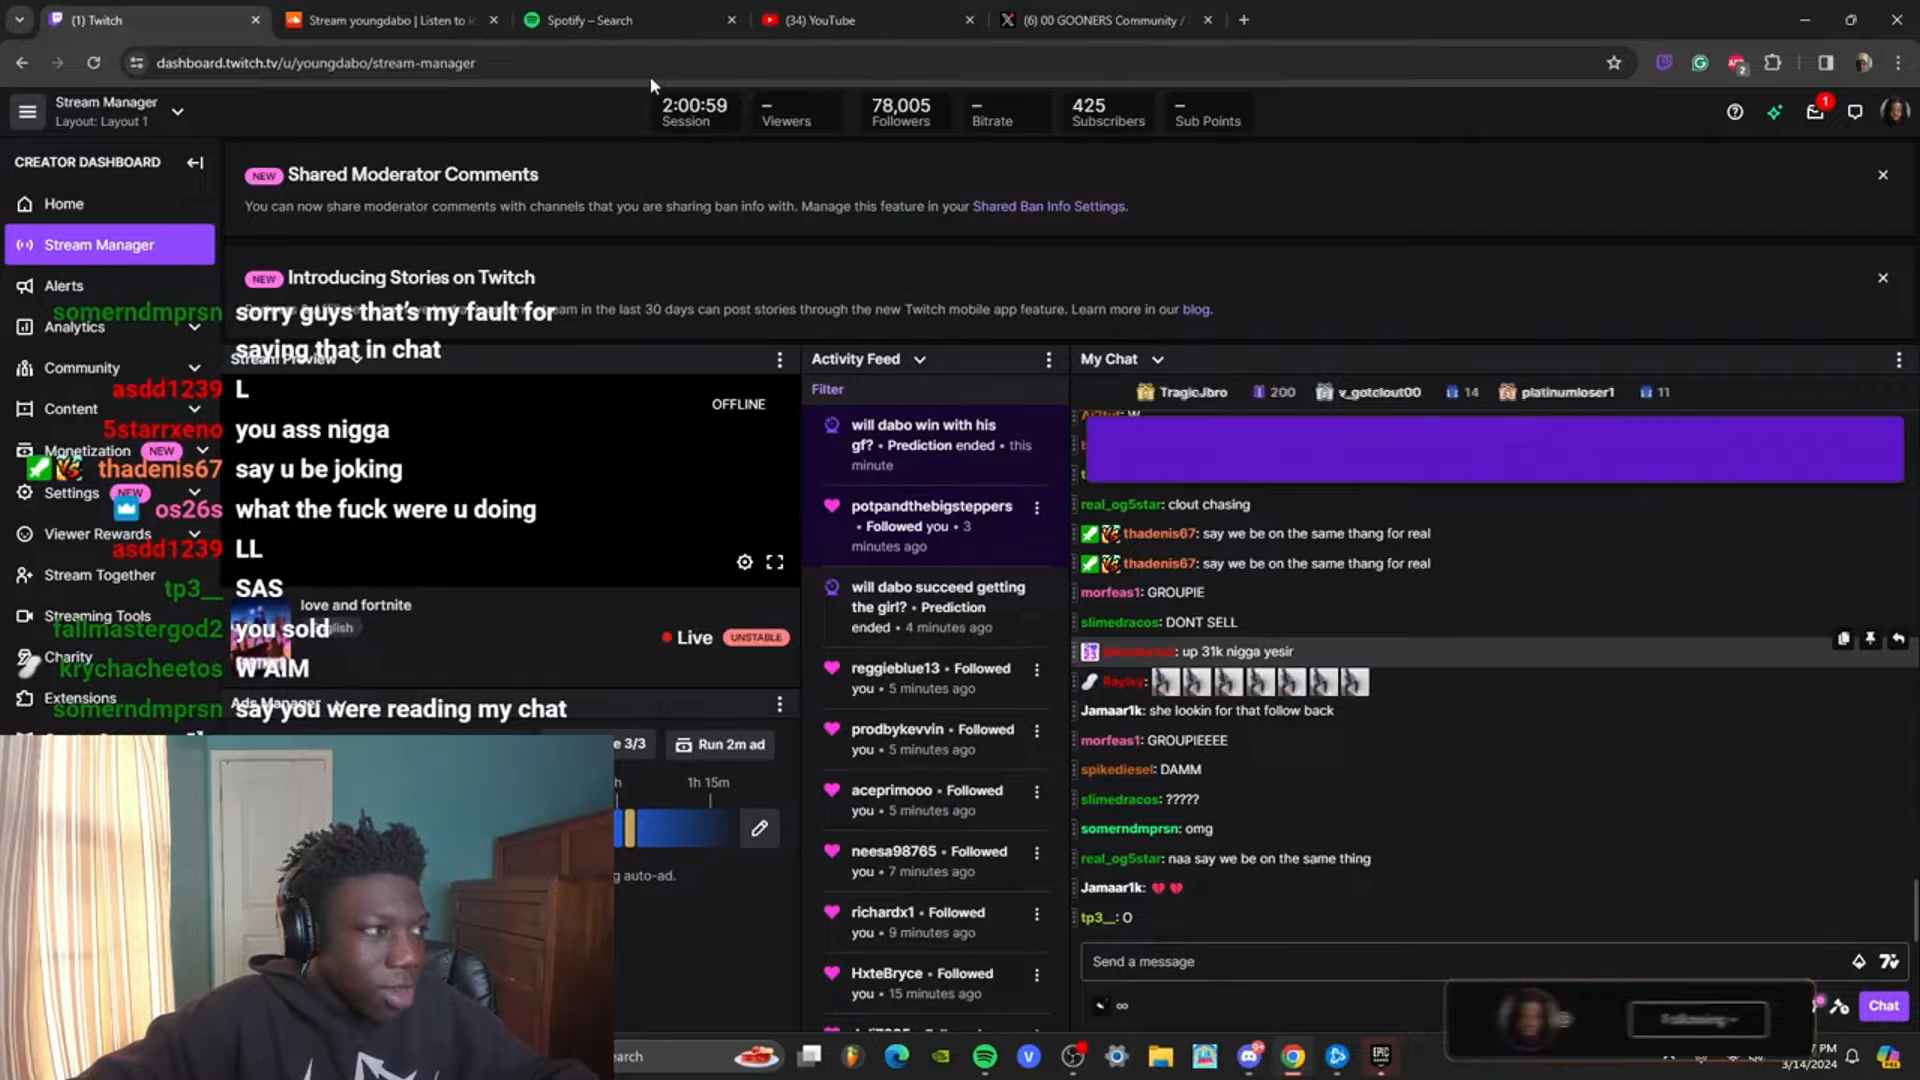 (1) Twitch
Stream youngdabo | Listen to
Spotify – Search
(34) YouTube
(6) 00 GOONERS Community /
dashboard.twitch.tv/u/youngdabo/stream-manager
2
Stream Manager
Layout: Layout 1
2:00:59
Session
–
Viewers
78,005
Followers
–
Bitrate
425
Subscribers
–
Sub Points
1
CREATOR DASHBOARD
Home
Stream Manager
Alerts
Analytics
Community
Content
Monetization NEW
Settings NEW
Viewer Rewards
Stream Together
Streaming Tools
Charity
Extensions
NEW Shared Moderator Comments
You can now share moderator comments with channels that you are sharing ban info with. Manage this feature in your Shared Ban Info Settings.
NEW Introducing Stories on Twitch
in the last 30 days can post stories through the new Twitch mobile app feature. Learn more in our blog.
somerndmprsn sorry guys that's my fault for
saying that in chat
asdd1239 L
5starrxeno you ass nigga
thadenis67 say u be joking
os26s what the fuck were u doing
asdd1239 LL
tp3__ SAS
fallmastergod2 you sold
krychacheetos W AIM
somerndmprsn say you were reading my chat
Stream Preview
OFFLINE
love and fortnite
Live UNSTABLE
Ads Manager
3/3
Run 2m ad
1h 15m
g auto-ad.
Activity Feed
Filter
will dabo win with his
gf? • Prediction ended • this
minute
potpandthebigsteppers
• Followed you • 3
minutes ago
will dabo succeed getting
the girl? • Prediction
ended • 4 minutes ago
reggieblue13 • Followed
you • 5 minutes ago
prodbykevvin • Followed
you • 5 minutes ago
aceprimooo • Followed
you • 5 minutes ago
neesa98765 • Followed
you • 7 minutes ago
richardx1 • Followed
you • 9 minutes ago
HxteBryce • Followed
you • 15 minutes ago
My Chat
TragicJbro 200 v_gotclout00 14 platinumloser1 11
real_og5star: clout chasing
thadenis67: say we be on the same thang for real
thadenis67: say we be on the same thang for real
morfeas1: GROUPIE
slimedracos: DONT SELL
: up 31k nigga yesir
Jamaar1k: she lookin for that follow back
morfeas1: GROUPIEEEE
spikediesel: DAMM
slimedracos: ?????
somerndmprsn: omg
real_og5star: naa say we be on the same thing
Jamaar1k:
tp3__: O
Send a message
∞
Chat
earch
PM
3/14/2024